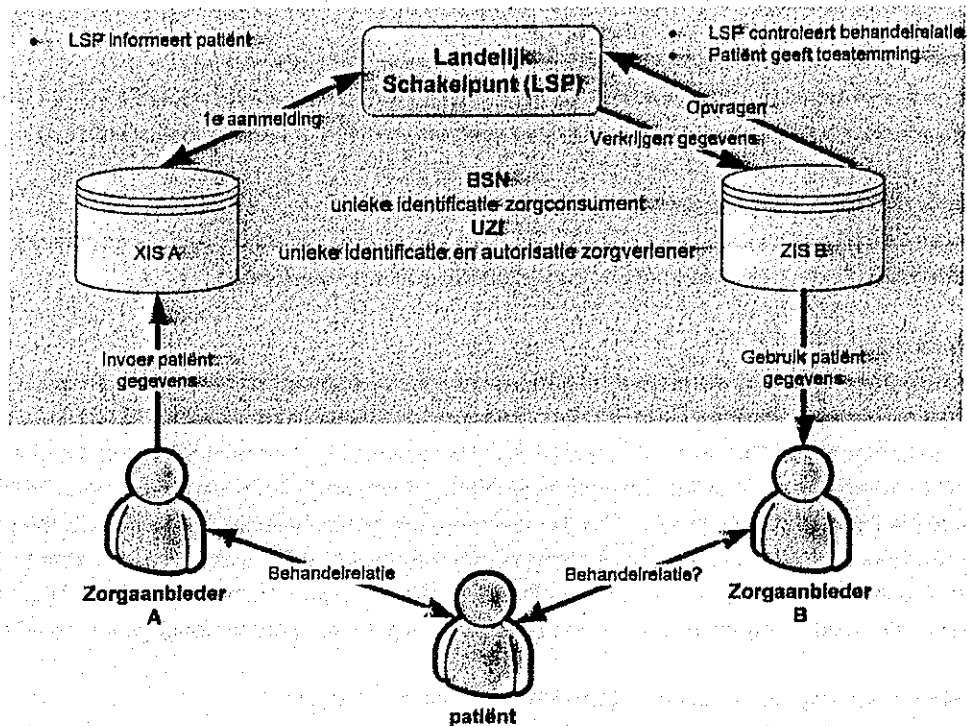 LSP informeert patiënt
LSP controleert behandelrelatie
Patiënt geeft toestemming
Landelijk
Schakelpunt (LSP)
1e aanmelding
Opvragen
Verkrijgen gegevens
BSN
unieke identificatie zorgconsument
UZI
unieke identificatie en autorisatie zorgverlener
XIS A
ZIS B
Invoer patiënt
gegevens
Gebruik patiënt
gegevens
Behandelrelatie
Behandelrelatie?
Zorgaanbieder
A
Zorgaanbieder
B
patiënt